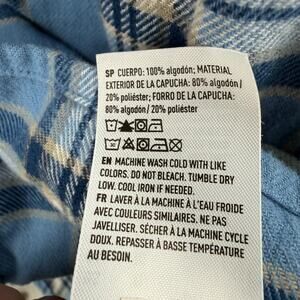 SP CUERPO: 100% algodón; MATERIAL
EXTERIOR DE LA CAPUCHA: 80% algodón /
20% poliéster; FORRO DE LA CAPUCHA:
80% algodón / 20% poliéster
EN MACHINE WASH COLD WITH LIKE
COLORS. DO NOT BLEACH. TUMBLE DRY
LOW. COOL IRON IF NEEDED.
FR LAVER À LA MACHINE À L'EAU FROIDE
AVEC COULEURS SIMILAIRES. NE PAS
JAVELLISER. SÉCHER À LA MACHINE CYCLE
DOUX. REPASSER À BASSE TEMPÉRATURE
AU BESOIN.